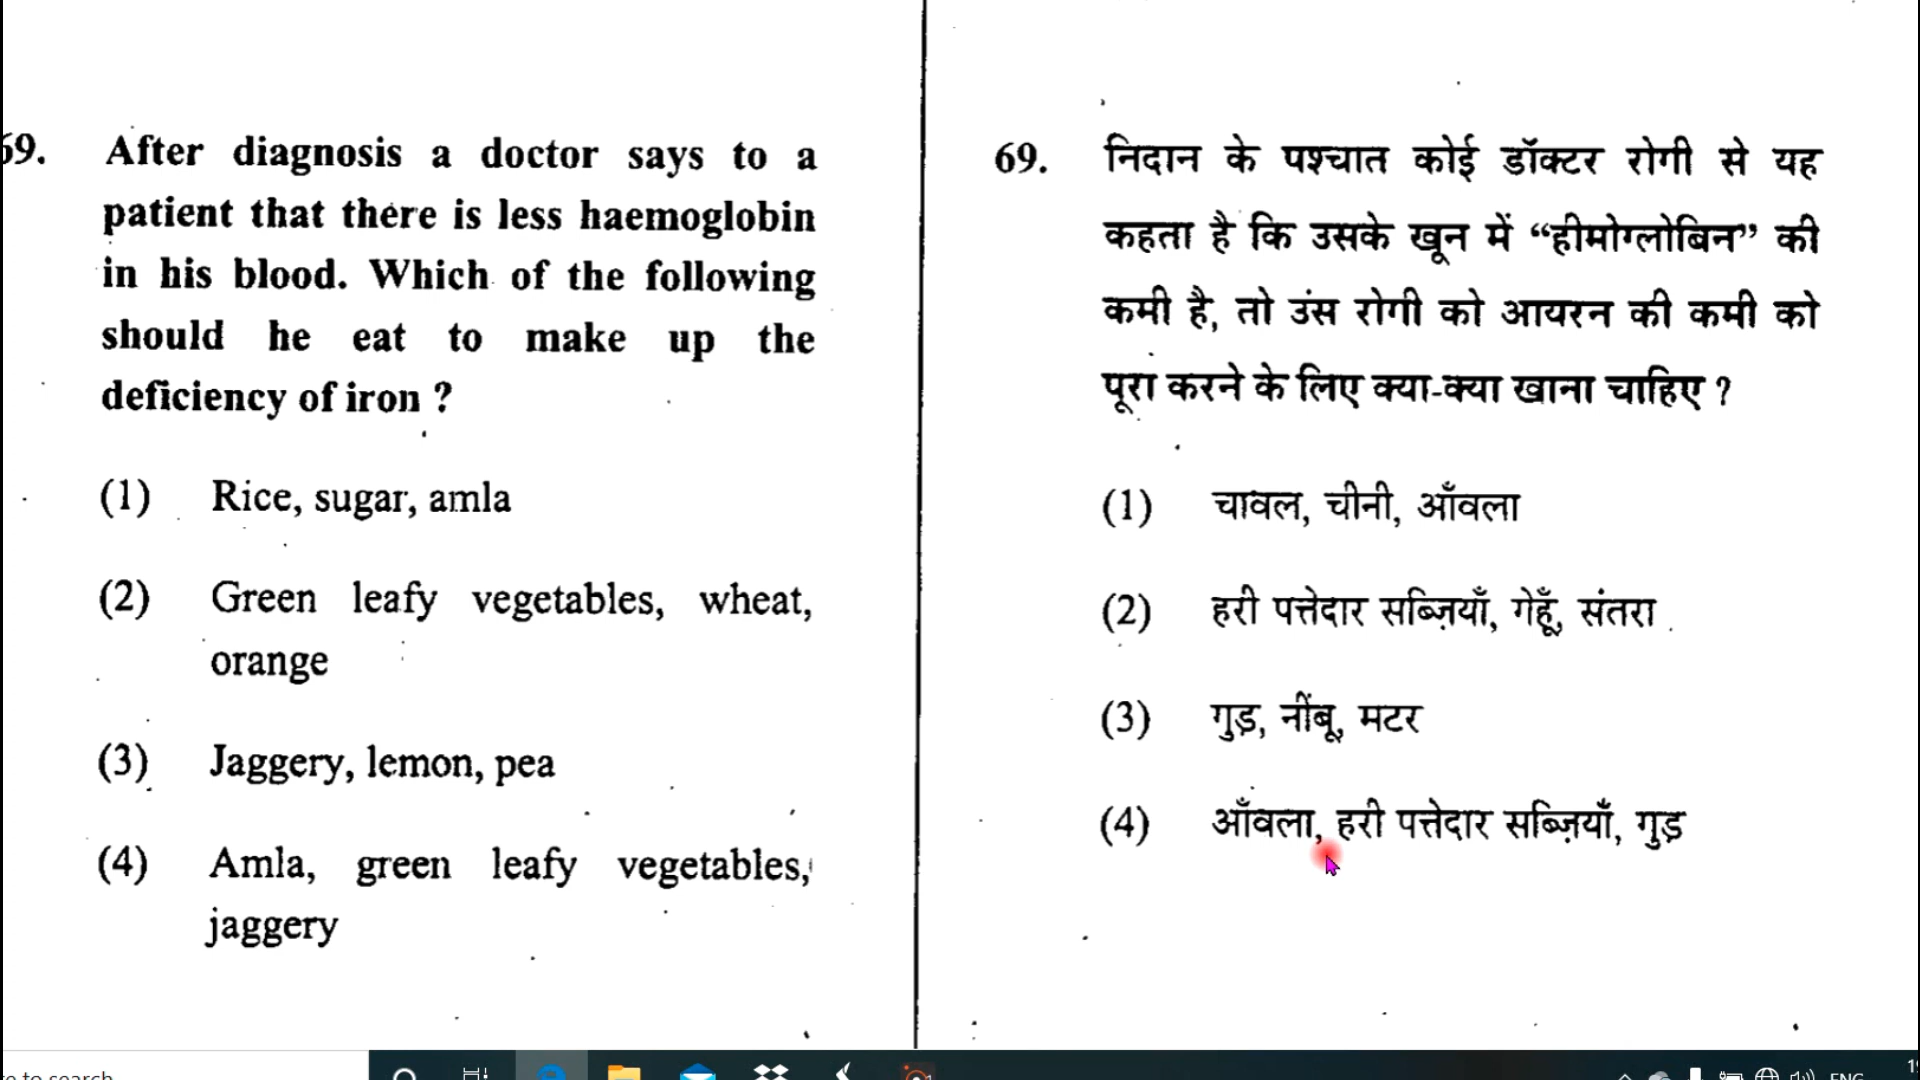 69. After diagnosis a doctor says to a
patient that there is less haemoglobin
in his blood. Which of the following
should he eat to make up the
deficiency of iron ?
(1) Rice, sugar, amla
(2) Green leafy vegetables, wheat,
orange
(3) Jaggery, lemon, pea
(4) Amla, green leafy vegetables,
jaggery
69. निदान के पश्चात कोई डॉक्टर रोगी से यह
कहता है कि उसके खून में “हीमोग्लोबिन” की
कमी है, तो उस रोगी को आयरन की कमी को
पूरा करने के लिए क्या-क्या खाना चाहिए ?
(1) चावल, चीनी, आँवला
(2) हरी पत्तेदार सब्ज़ियाँ, गेहूँ, संतरा
(3) गुड़, नींबू, मटर
(4) आँवला, हरी पत्तेदार सब्ज़ियाँ, गुड़
to search
ENG